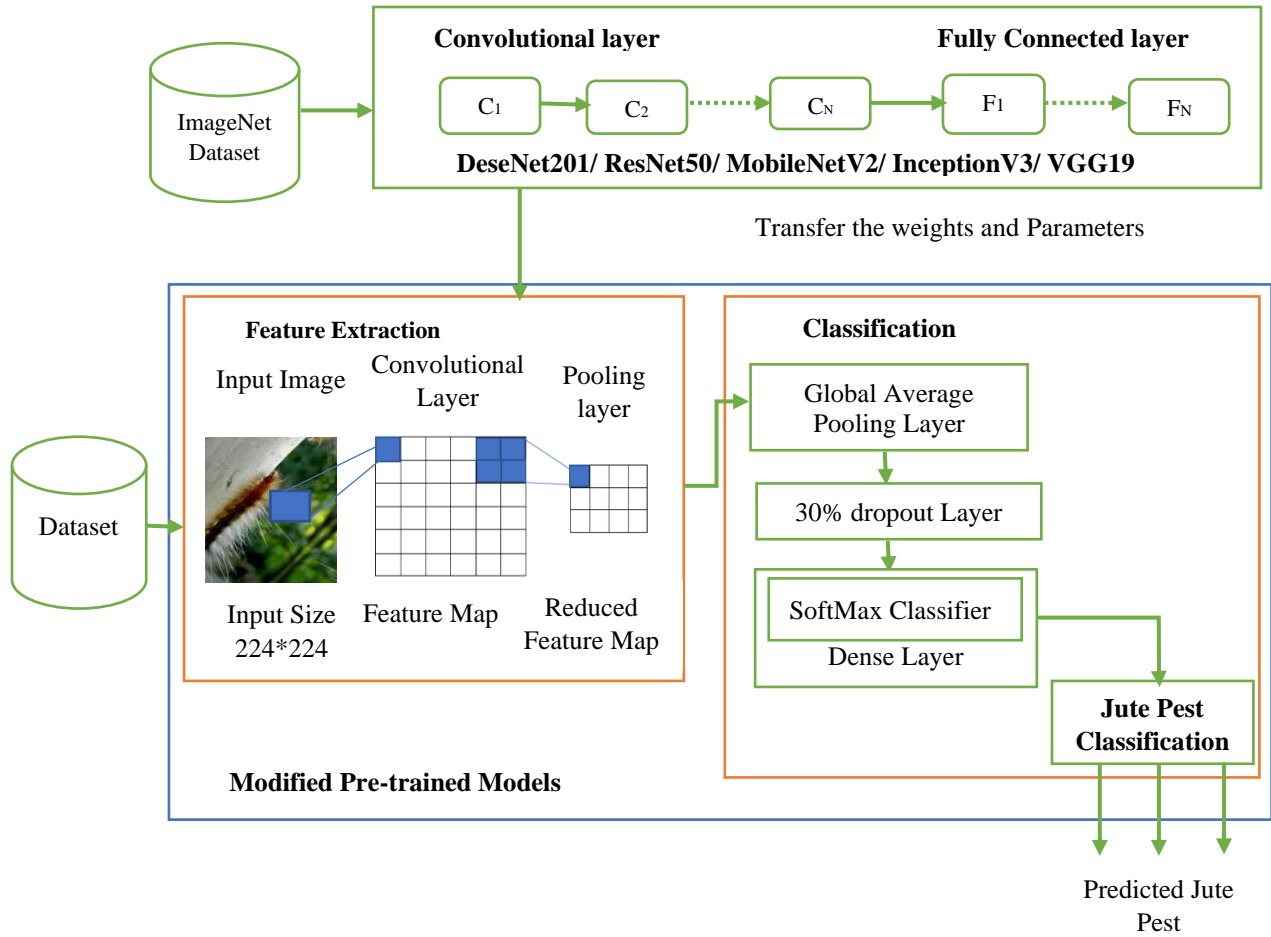 Convolutional layer
Fully Connected layer
ImageNet
Dataset
C1
C2
CN
F1
FN
DeseNet201/ ResNet50/ MobileNetV2/ InceptionV3/ VGG19
Transfer the weights and Parameters
Dataset
Feature Extraction
Input Image
Convolutional
Layer
Pooling
layer
Input Size
224*224
Feature Map
Reduced
Feature Map
Classification
Global Average
Pooling Layer
30% dropout Layer
SoftMax Classifier
Dense Layer
Jute Pest
Classification
Modified Pre-trained Models
Predicted Jute
Pest